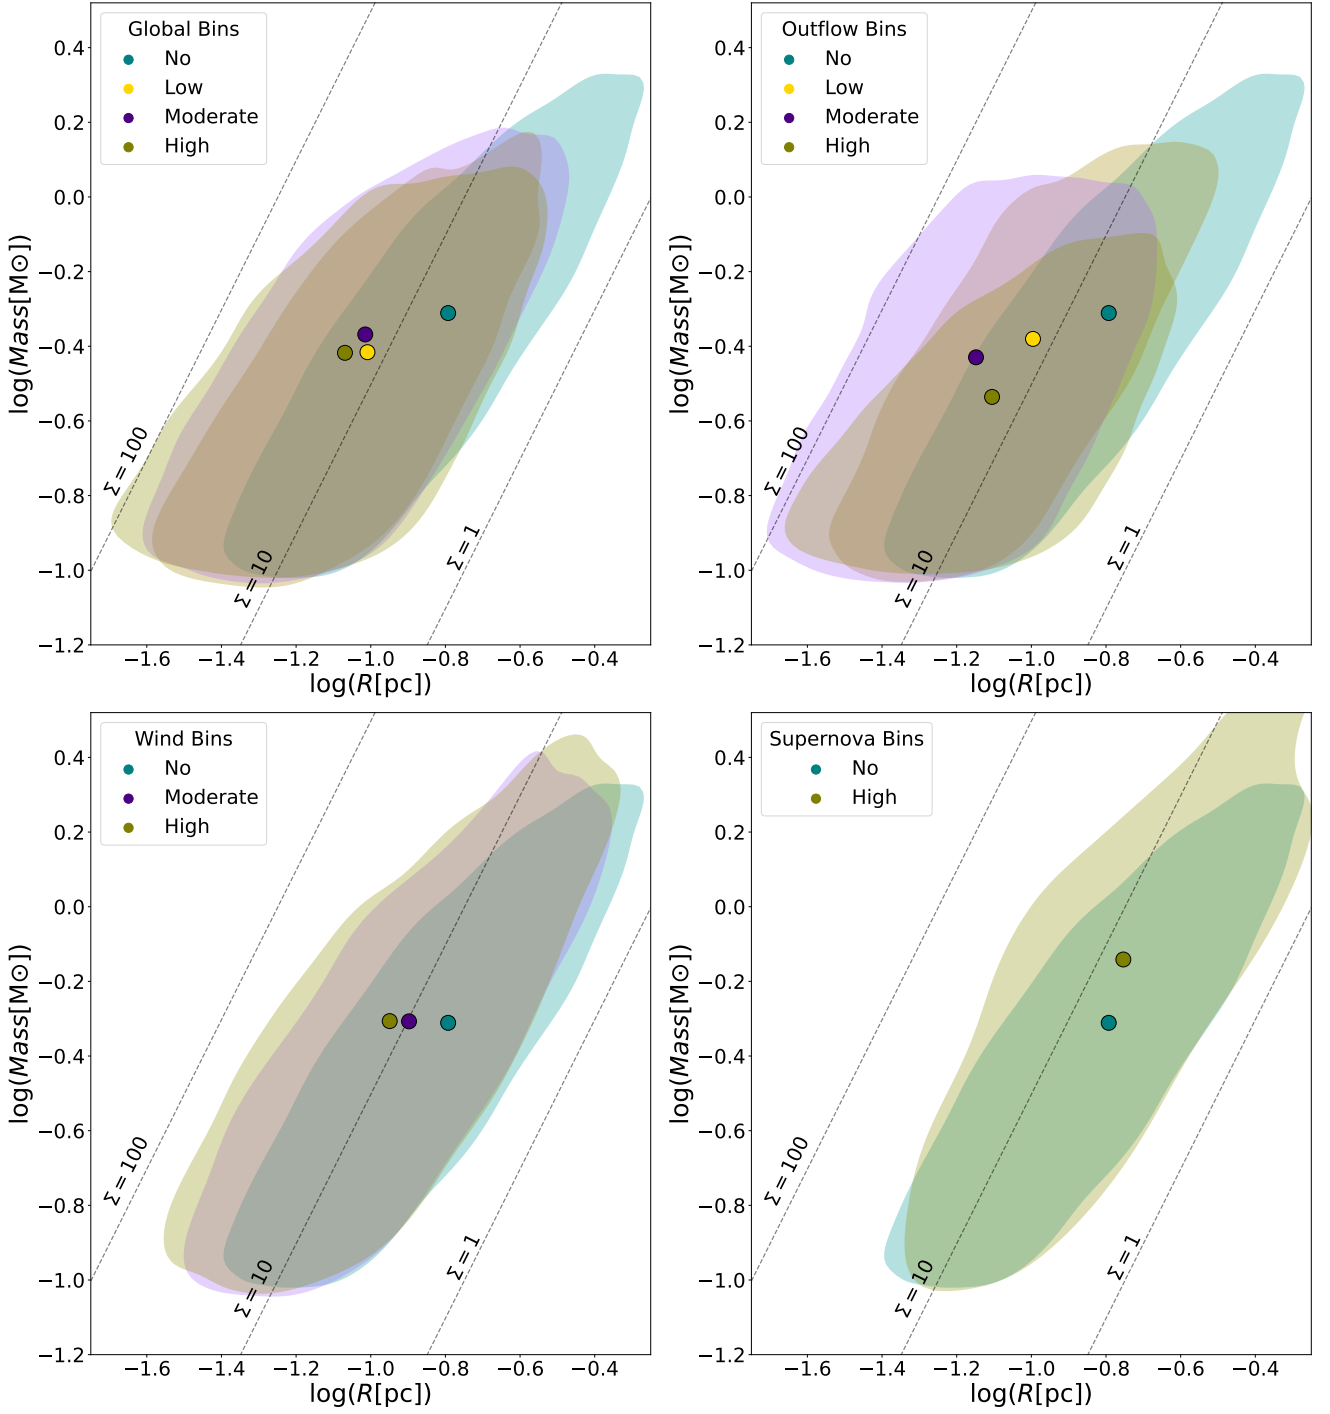 Global Bins
No
Low
Moderate
High
0.4
0.2
0.0
−0.2
−0.4
−0.6
−0.8
−1.0
−1.2
log(Mass[M⊙])
Σ = 100
Σ = 10
Σ = 1
−1.6 −1.4 −1.2 −1.0 −0.8 −0.6 −0.4
log(R[pc])
Outflow Bins
No
Low
Moderate
High
0.4
0.2
0.0
−0.2
−0.4
−0.6
−0.8
−1.0
−1.2
log(Mass[M⊙])
Σ = 100
Σ = 10
Σ = 1
−1.6 −1.4 −1.2 −1.0 −0.8 −0.6 −0.4
log(R[pc])
Wind Bins
No
Moderate
High
0.4
0.2
0.0
−0.2
−0.4
−0.6
−0.8
−1.0
−1.2
log(Mass[M⊙])
Σ = 100
Σ = 10
Σ = 1
−1.6 −1.4 −1.2 −1.0 −0.8 −0.6 −0.4
log(R[pc])
Supernova Bins
No
High
0.4
0.2
0.0
−0.2
−0.4
−0.6
−0.8
−1.0
−1.2
log(Mass[M⊙])
Σ = 100
Σ = 10
Σ = 1
−1.6 −1.4 −1.2 −1.0 −0.8 −0.6 −0.4
log(R[pc])